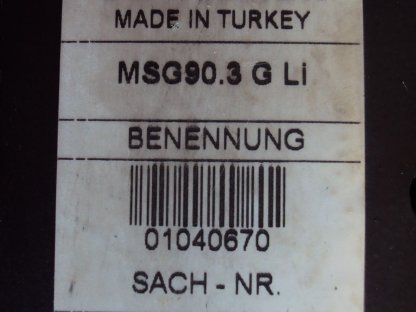 MADE IN TURKEY
MSG90.3 G Li
BENENNUNG
01040670
SACH - NR.